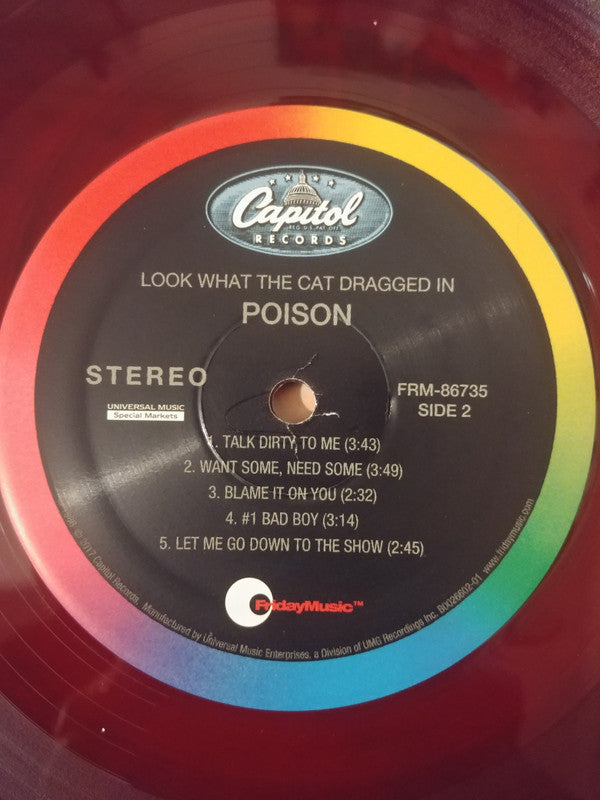 Capitol
REG. U.S. PAT. OFF.
RECORDS
LOOK WHAT THE CAT DRAGGED IN
POISON
STEREO
UNIVERSAL MUSIC
Special Markets
FRM-86735
SIDE 2
1. TALK DIRTY TO ME (3:43)
2. WANT SOME, NEED SOME (3:49)
3. BLAME IT ON YOU (2:32)
4. #1 BAD BOY (3:14)
5. LET ME GO DOWN TO THE SHOW (2:45)
FridayMusic™
© 2017 Capitol Records. Manufactured by Universal Music Enterprises, a Division of UMG Recordings Inc. B0026602-01 www.fridaymusic.com